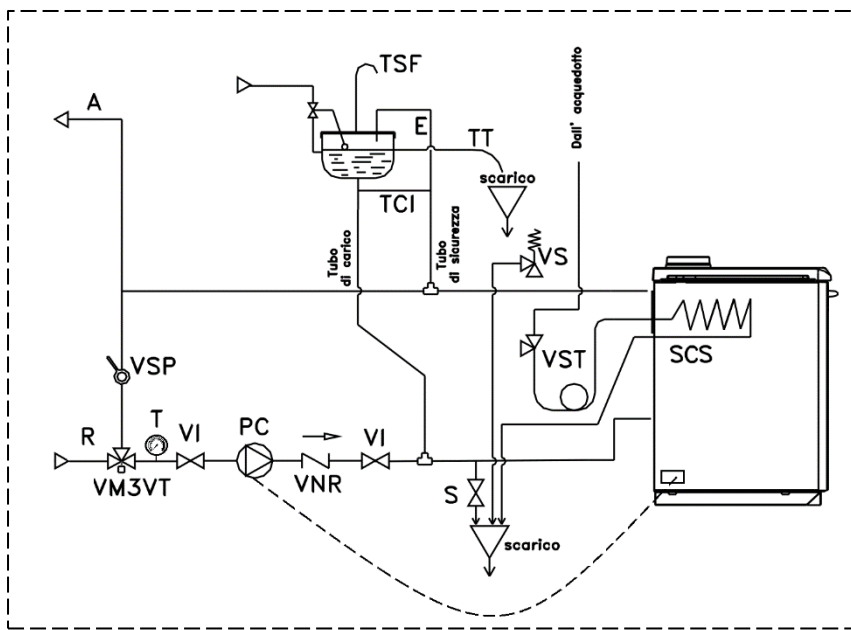 TSF
A
E
TT
Dall' acquedotto
scarico
TCI
Tubo
di carico
Tubo
di sicurezza
VS
VST
SCS
VSP
T
R
VI
PC
VI
VM3VT
VNR
S
scarico